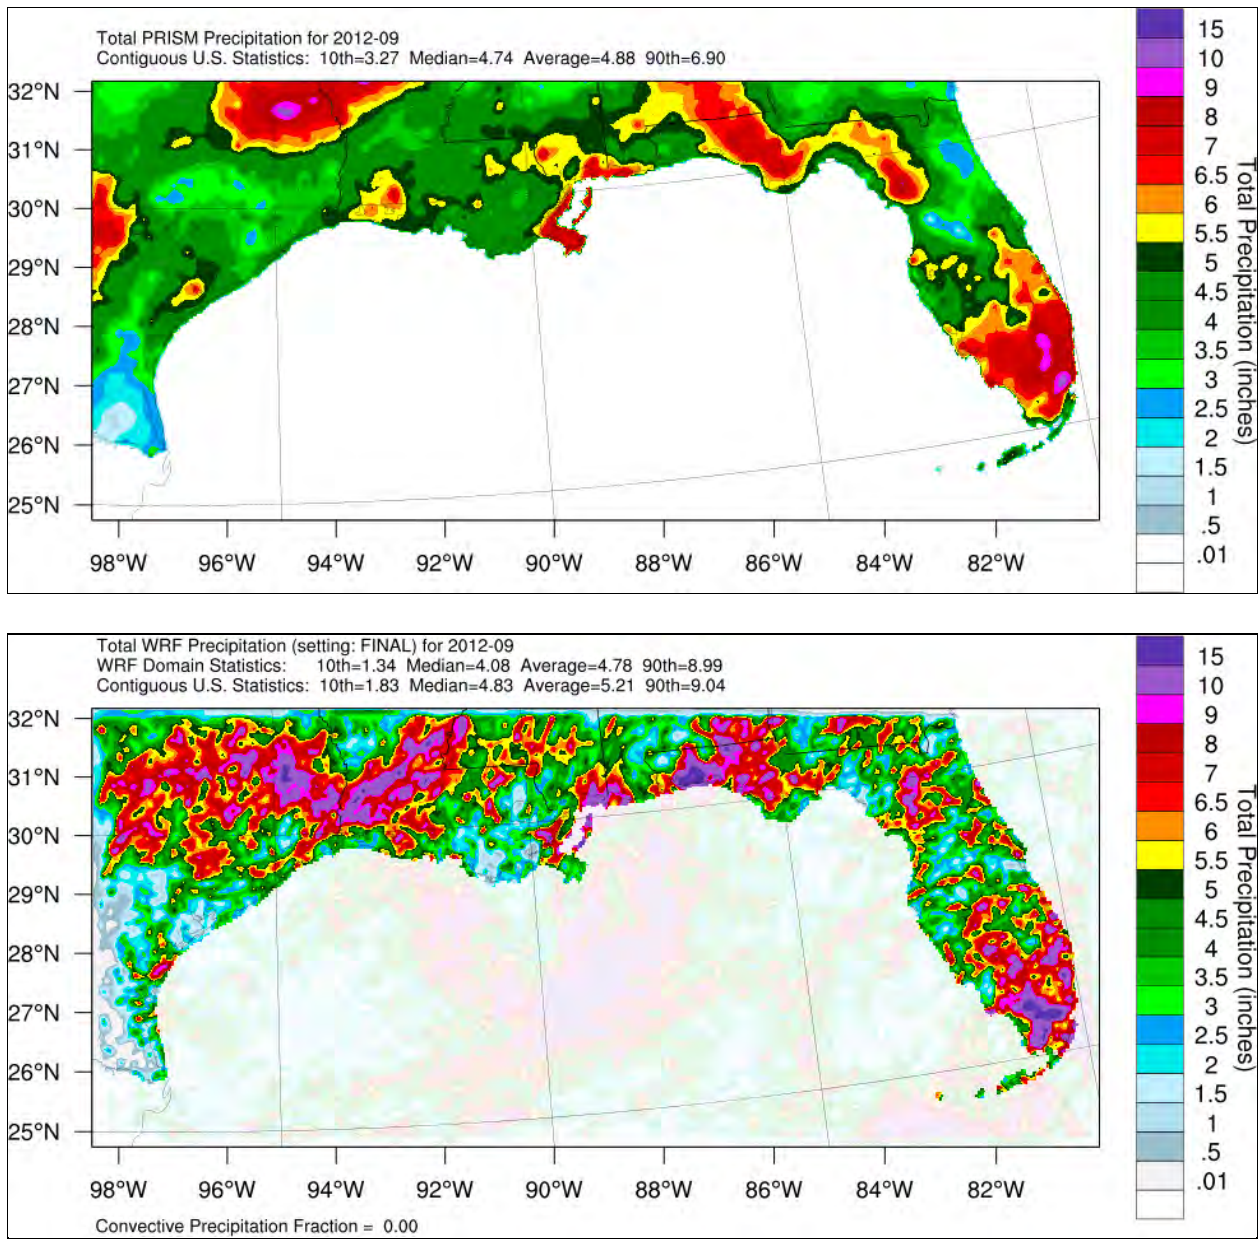 Total PRISM Precipitation for 2012-09
Contiguous U.S. Statistics: 10th=3.27 Median=4.74 Average=4.88 90th=6.90
32°N
31°N
30°N
29°N
28°N
27°N
26°N
25°N
98°W 96°W 94°W 92°W 90°W 88°W 86°W 84°W 82°W
15
10
9
8
7
6.5
6
5.5
5
4.5
4
3.5
3
2.5
2
1.5
1
.5
.01
Total Precipitation (inches)
Total WRF Precipitation (setting: FINAL) for 2012-09
WRF Domain Statistics: 10th=1.34 Median=4.08 Average=4.78 90th=8.99
Contiguous U.S. Statistics: 10th=1.83 Median=4.83 Average=5.21 90th=9.04
32°N
31°N
30°N
29°N
28°N
27°N
26°N
25°N
98°W 96°W 94°W 92°W 90°W 88°W 86°W 84°W 82°W
15
10
9
8
7
6.5
6
5.5
5
4.5
4
3.5
3
2.5
2
1.5
1
.5
.01
Total Precipitation (inches)
Convective Precipitation Fraction = 0.00